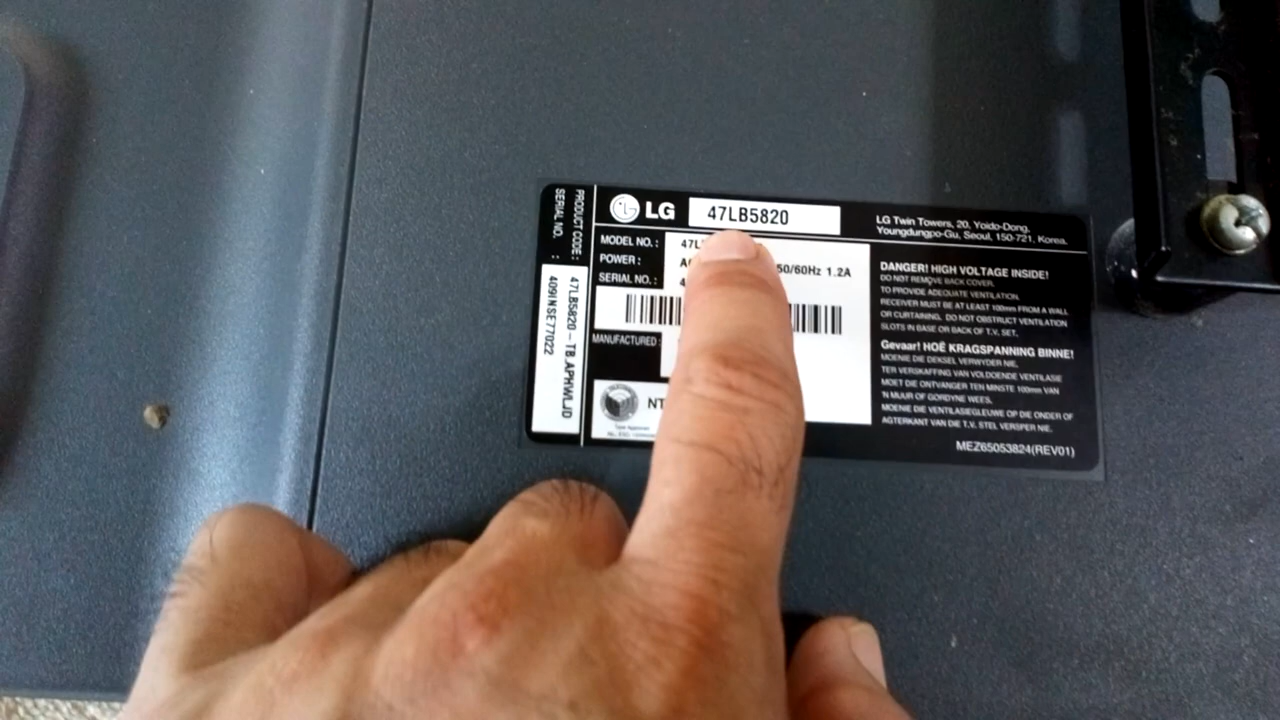 LG 47LB5820
LG Twin Towers, 20, Yoido-Dong,
Youngdungpo-Gu, Seoul, 150-721, Korea.
MODEL NO. :
POWER :
50/60Hz 1.2A
SERIAL NO. :
MANUFACTURED :
NT
DANGER! HIGH VOLTAGE INSIDE!
DO NOT REMOVE BACK COVER.
TO PROVIDE ADEQUATE VENTILATION.
RECEIVER MUST BE AT LEAST 100mm FROM A WALL
OR CURTAINING. DO NOT OBSTRUCT VENTILATION
SLOTS IN BASE OR BACK OF T.V. SET.
Gevaar! HOË KRAGSPANNING BINNE!
MOENIE DIE DEKSEL VERWYDER NIE.
TER VERSKAFFING VAN VOLDOENDE VENTILASIE
MOET DIE ONTVANGER TEN MINSTE 100mm VAN
'N MUUR OF GORDYNE WEES.
MOENIE DIE VENTILASIEGLEUWE OP DIE ONDER OF
AGTERKANT VAN DIE T.V. STEL VERSPER NIE.
MEZ65053824(REV01)
PRODUCT CODE : 47LB5820-TB.APHWLJD
SERIAL NO. : 409INSE77022